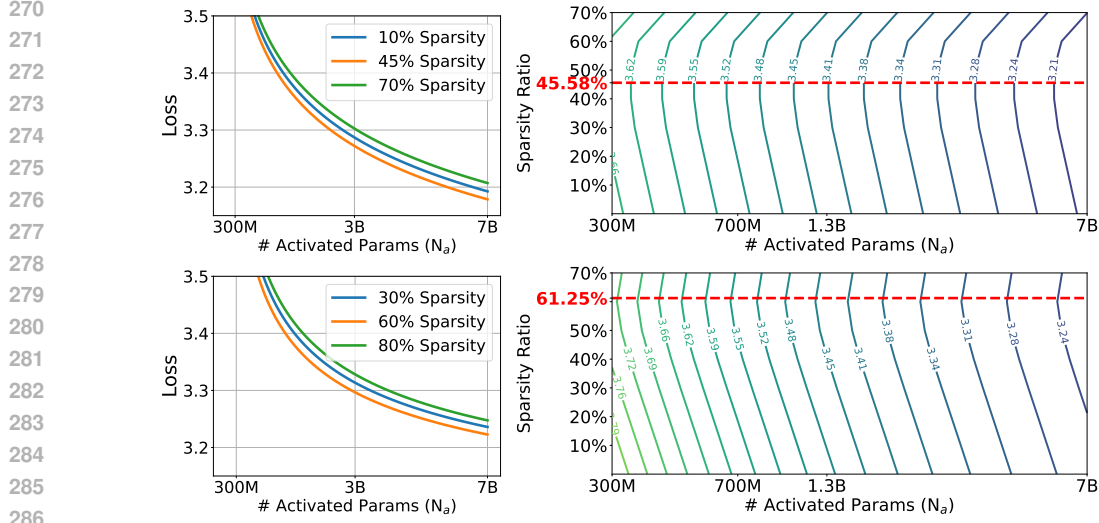 270
271
272
273
274
275
276
277
278
279
280
281
282
283
284
285
286
3.5
3.4
3.3
3.2
Loss
10% Sparsity
45% Sparsity
70% Sparsity
300M
3B
7B
# Activated Params (Nₐ)
70%
60%
50%
45.58%
40%
30%
20%
10%
Sparsity Ratio
3.66
3.62
3.59
3.55
3.52
3.48
3.45
3.41
3.38
3.34
3.31
3.28
3.24
3.21
300M
700M
1.3B
7B
# Activated Params (Nₐ)
3.5
3.4
3.3
3.2
Loss
30% Sparsity
60% Sparsity
80% Sparsity
300M
3B
7B
# Activated Params (Nₐ)
70%
61.25%
50%
40%
30%
20%
10%
Sparsity Ratio
3.76
3.72
3.69
3.66
3.62
3.59
3.55
3.52
3.48
3.45
3.41
3.38
3.34
3.31
3.28
3.24
300M
700M
1.3B
7B
# Activated Params (Nₐ)